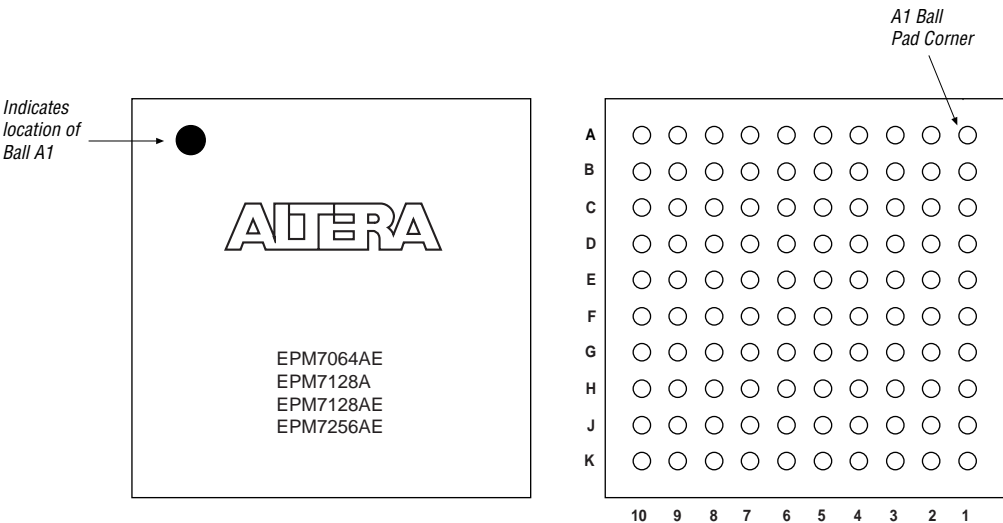 A1 Ball
Pad Corner
Indicates
location of
Ball A1
ALTERA
EPM7064AE
EPM7128A
EPM7128AE
EPM7256AE
A
B
C
D
E
F
G
H
J
K
10 9 8 7 6 5 4 3 2 1